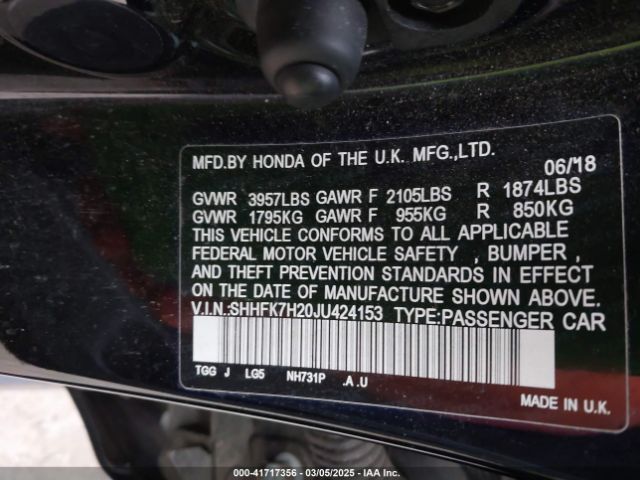 MFD.BY HONDA OF THE U.K. MFG.,LTD.
06/18
GVWR 3957LBS GAWR F 2105LBS R 1874LBS
GVWR 1795KG GAWR F 955KG R 850KG
THIS VEHICLE CONFORMS TO ALL APPLICABLE
FEDERAL MOTOR VEHICLE SAFETY , BUMPER ,
AND THEFT PREVENTION STANDARDS IN EFFECT
ON THE DATE OF MANUFACTURE SHOWN ABOVE.
V.I.N.:SHHFK7H20JU424153 TYPE:PASSENGER CAR
TGG J LG5 NH731P .A.U
MADE IN U.K.
000-41717356 — 03/05/2025 — IAA Inc.